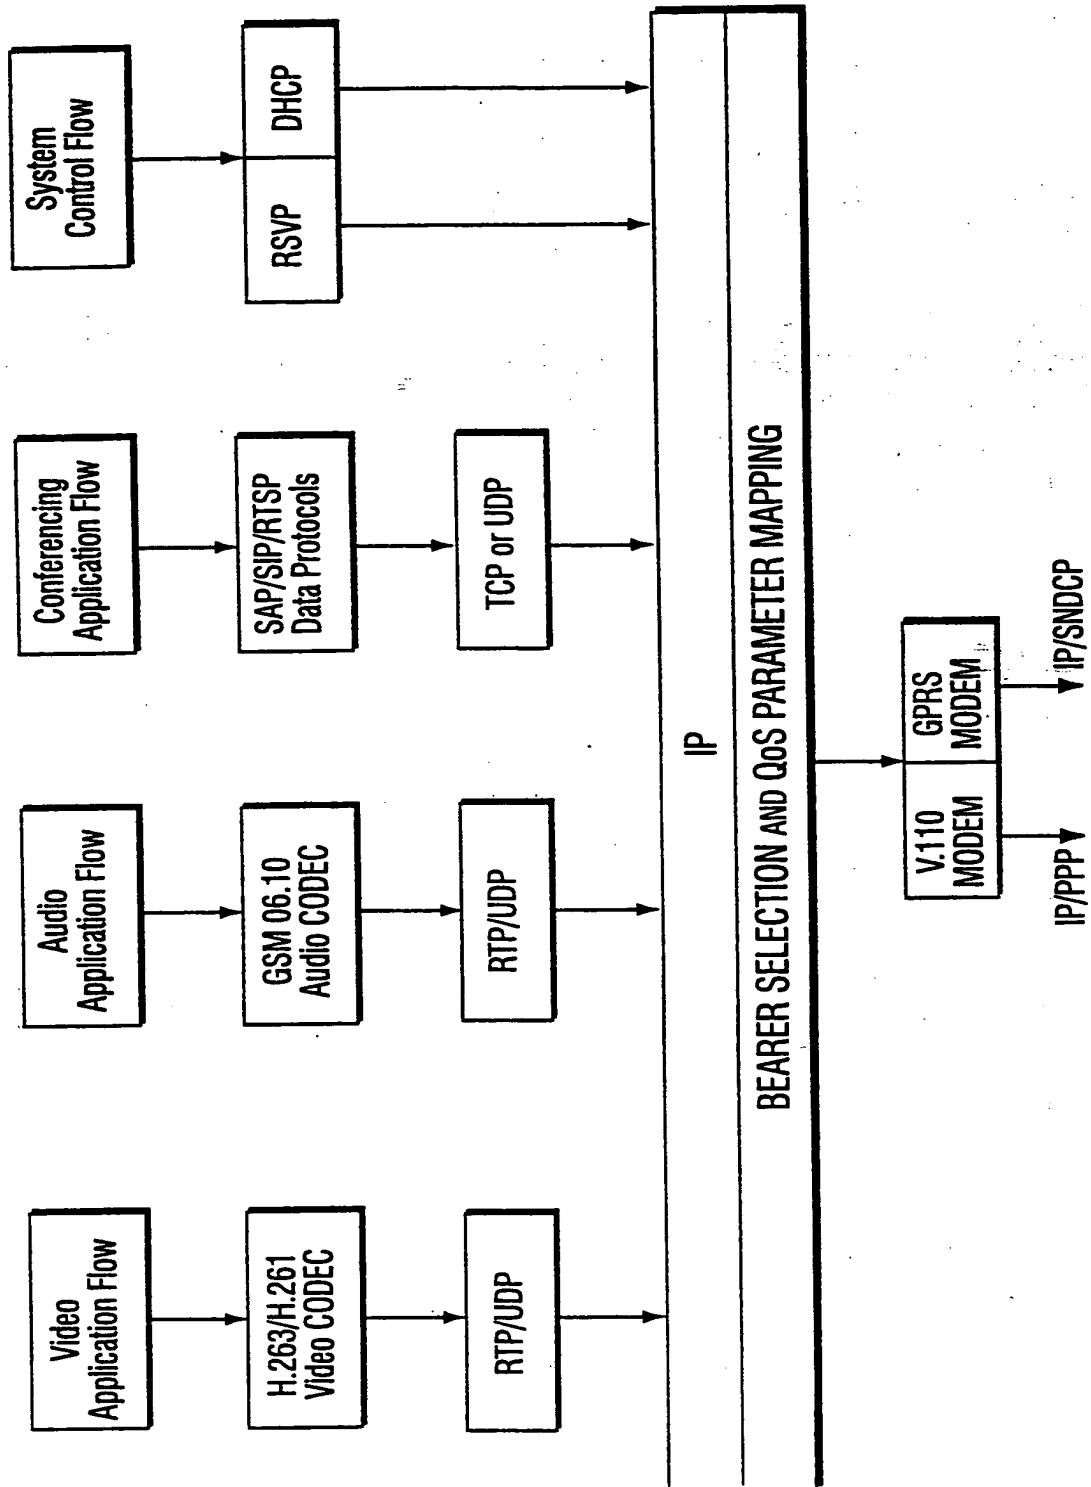 Video
Application Flow
Audio
Application Flow
Conferencing
Application Flow
System
Control Flow
H.263/H.261
Video CODEC
GSM 06.10
Audio CODEC
SAP/SIP/RTSP
Data Protocols
RSVP
DHCP
RTP/UDP
RTP/UDP
TCP or UDP
IP
BEARER SELECTION AND QoS PARAMETER MAPPING
V.110
MODEM
GPRS
MODEM
IP/PPP
IP/SNDCP